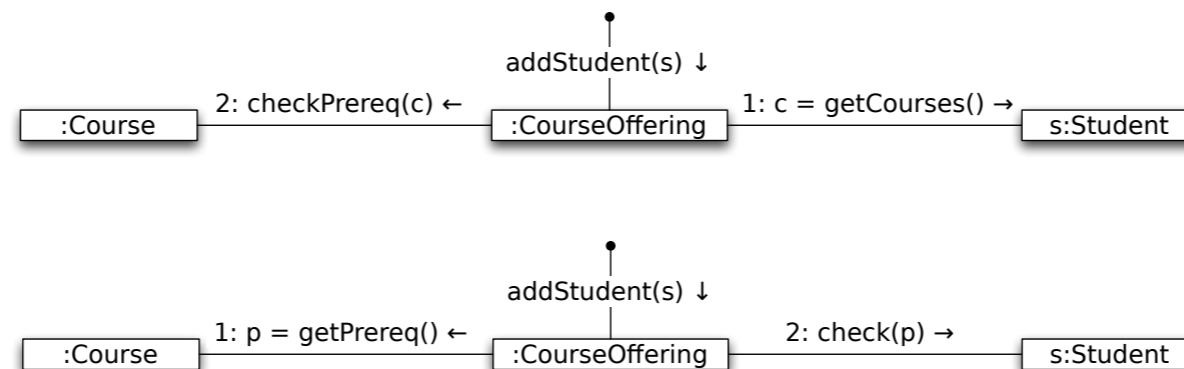 addStudent(s) ↓
2: checkPrereq(c) ← 1: c = getCourses() →
:Course :CourseOffering s:Student
addStudent(s) ↓
1: p = getPrereq() ← 2: check(p) →
:Course :CourseOffering s:Student